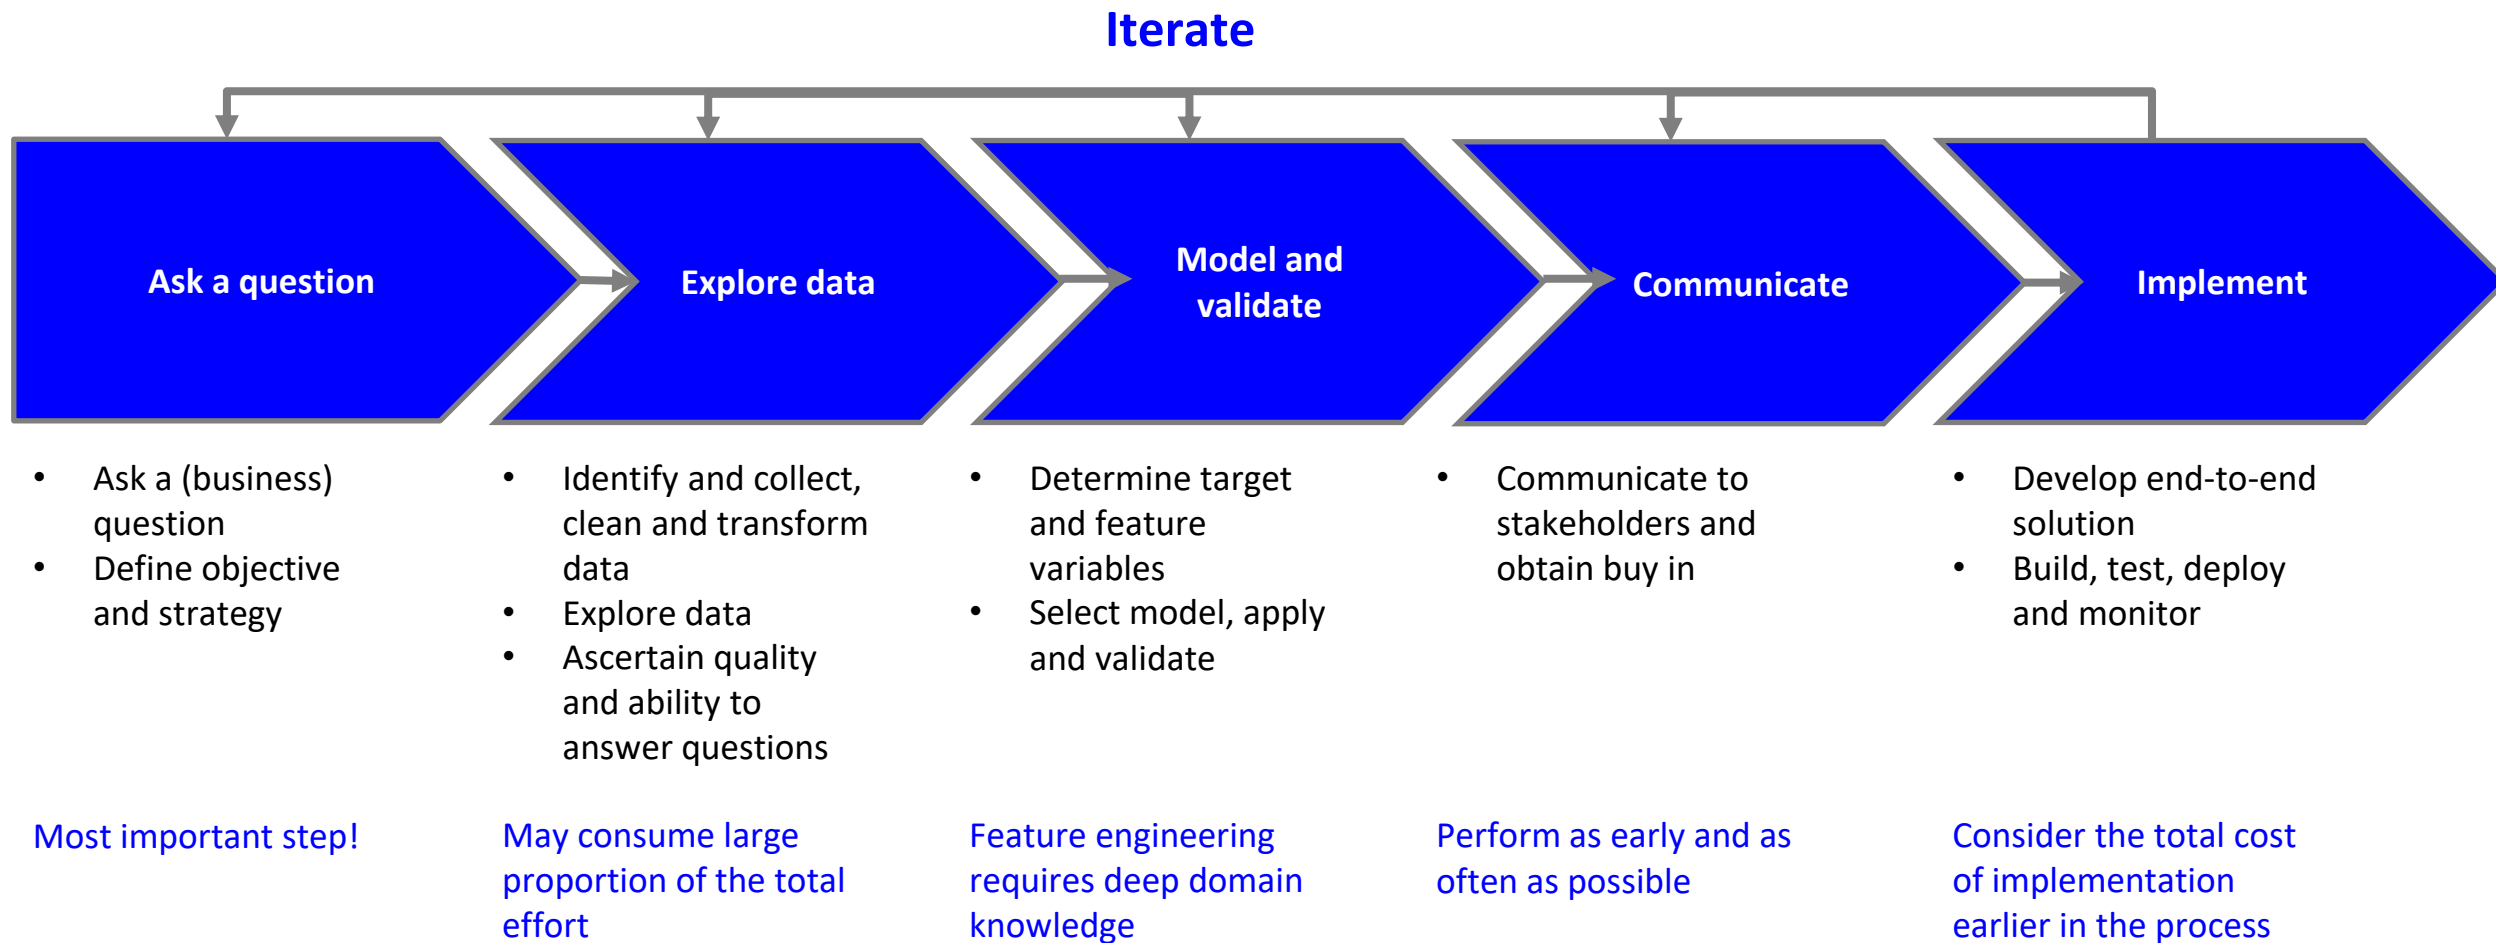 Iterate
Ask a question
Explore data
Model and
validate
Communicate
Implement
• Ask a (business)
question
• Define objective
and strategy
• Identify and collect,
clean and transform
data
• Explore data
• Ascertain quality
and ability to
answer questions
• Determine target
and feature
variables
• Select model, apply
and validate
• Communicate to
stakeholders and
obtain buy in
• Develop end-to-end
solution
• Build, test, deploy
and monitor
Most important step!
May consume large
proportion of the total
effort
Feature engineering
requires deep domain
knowledge
Perform as early and as
often as possible
Consider the total cost
of implementation
earlier in the process